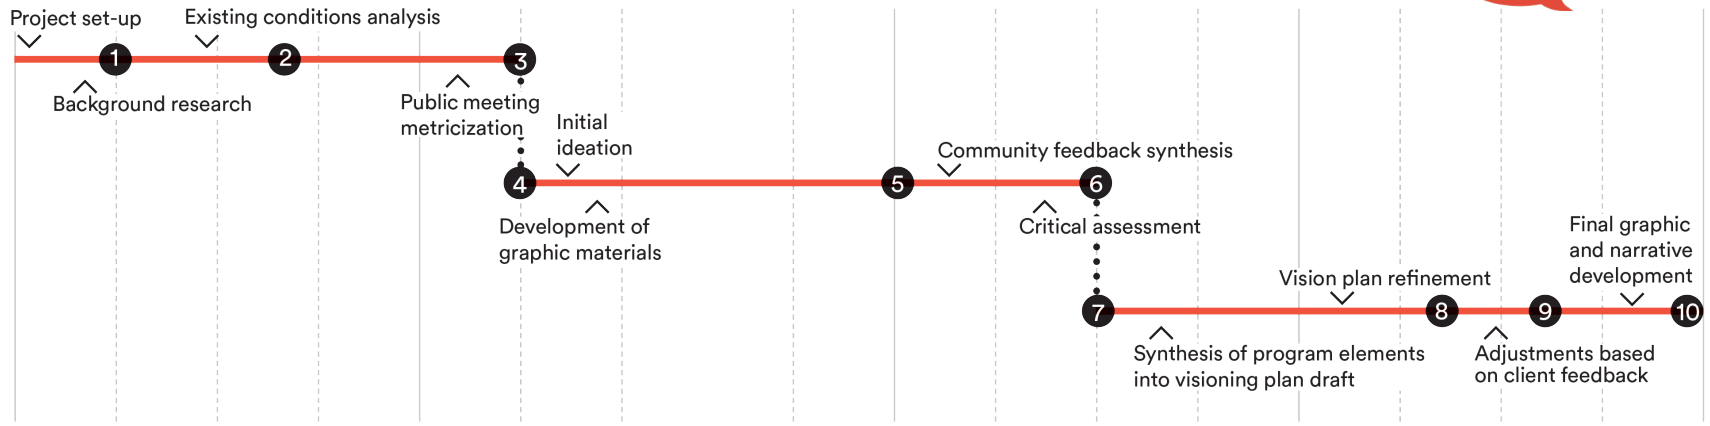 Project set-up
Existing conditions analysis
1
2
3
Background research
Public meeting
metricization
Initial
ideation
Community feedback synthesis
4
5
6
Development of
graphic materials
Critical assessment
Final graphic
and narrative
development
Vision plan refinement
7
8
9
10
Synthesis of program elements
into visioning plan draft
Adjustments based
on client feedback